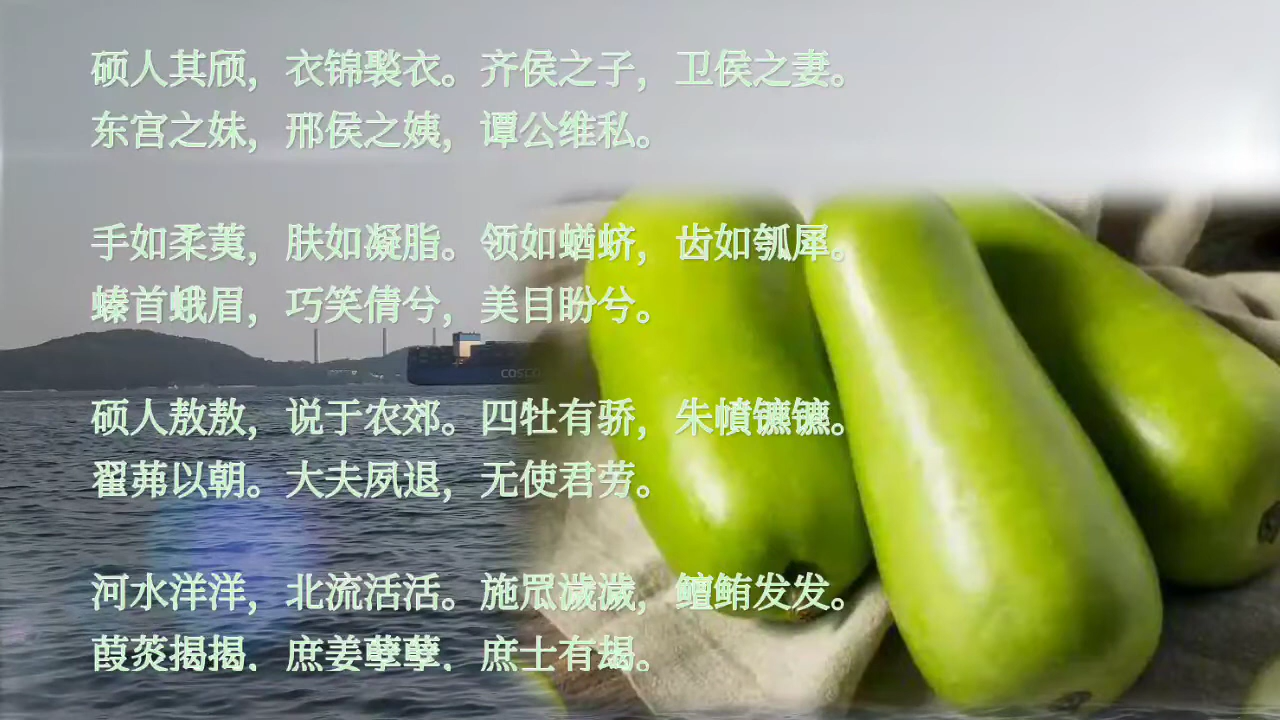 硕人其颀，衣锦褧衣。齐侯之子，卫侯之妻。
东宫之妹，邢侯之姨，谭公维私。
手如柔荑，肤如凝脂。领如蝤蛴，齿如瓠犀。
螓首蛾眉，巧笑倩兮，美目盼兮。
硕人敖敖，说于农郊。四牡有骄，朱幩镳镳。
翟茀以朝。大夫夙退，无使君劳。
河水洋洋，北流活活。施罛濊濊，鳣鲔发发。
葭菼揭揭，庶姜孽孽，庶士有朅。
COSCO